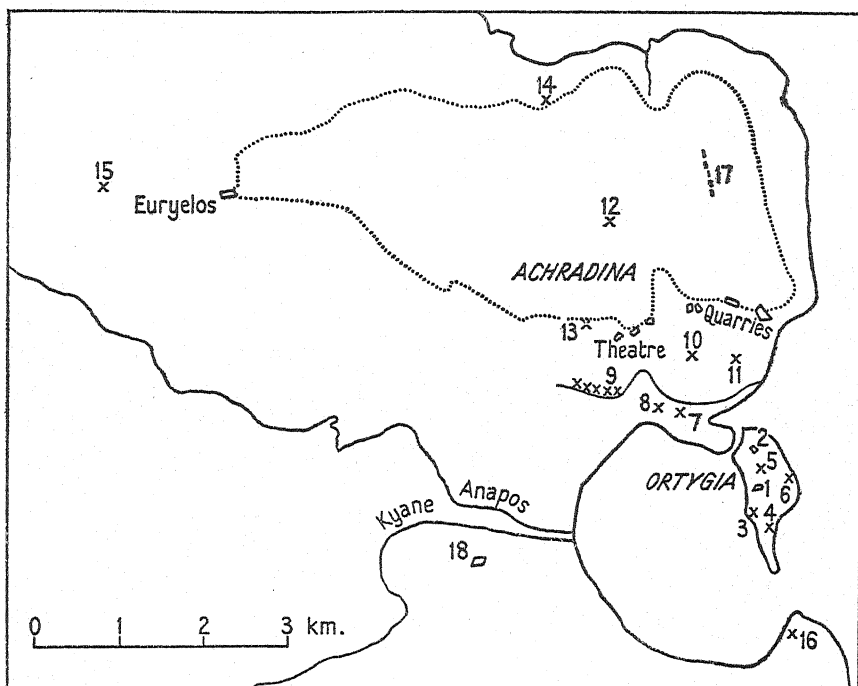 14
15
Euryelos
17
12
ACHRADINA
13
Quarries
Theatre
10
11
9
8
7
2
5
ORTYGIA
1
6
3
4
Anapos
Kyane
18
0 1 2 3 km.
16